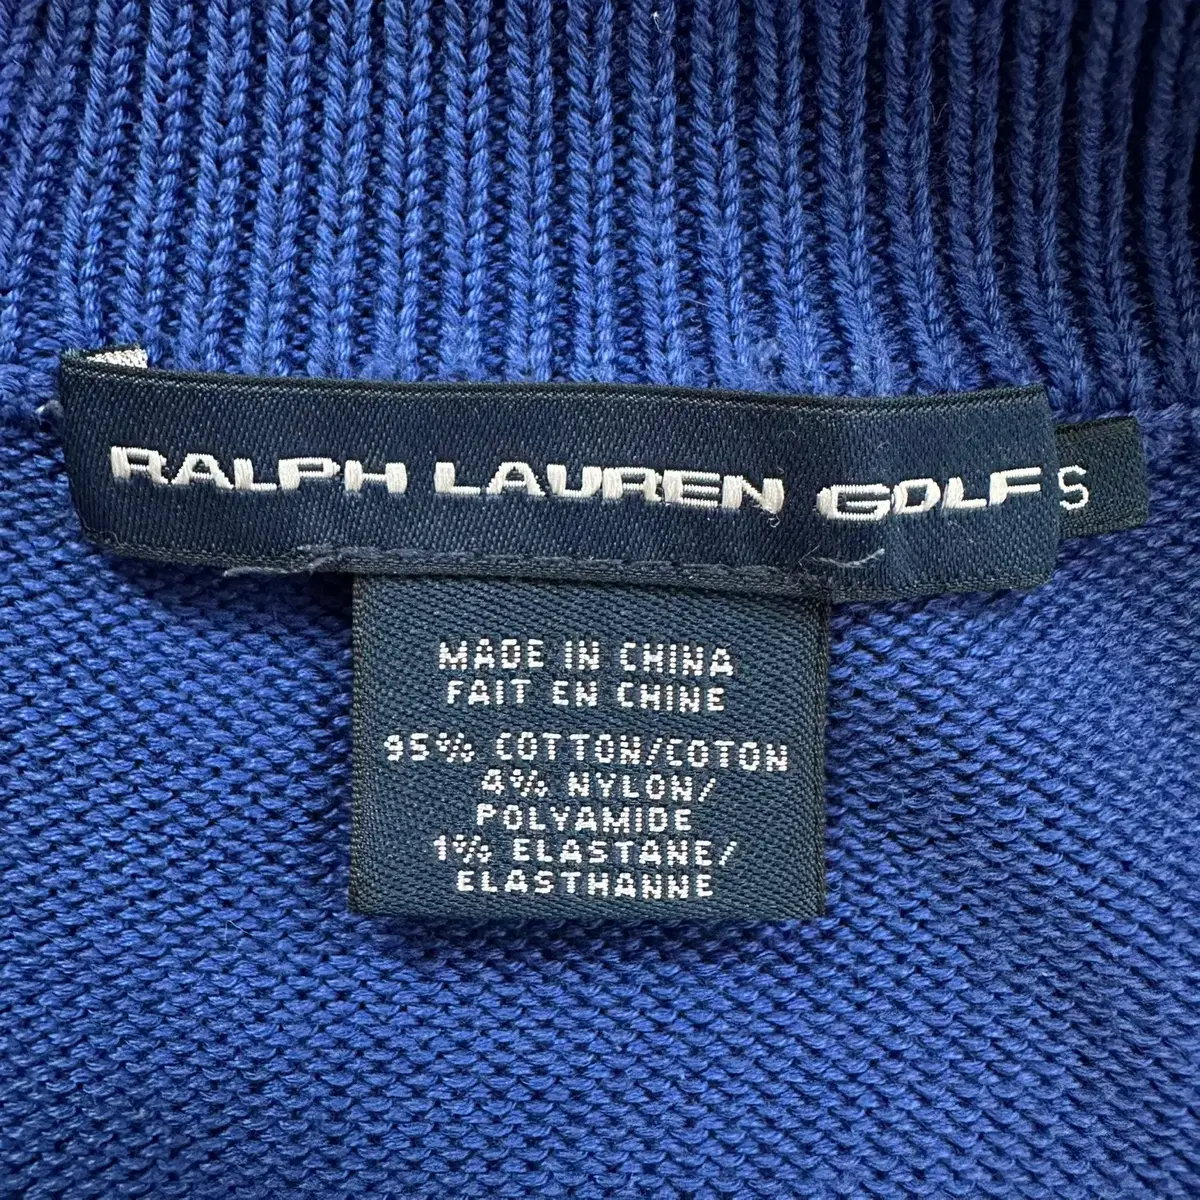 RALPH LAUREN GOLF S
MADE IN CHINA
FAIT EN CHINE
95% COTTON/COTON
4% NYLON/
POLYAMIDE
1% ELASTANE/
ELASTHANNE